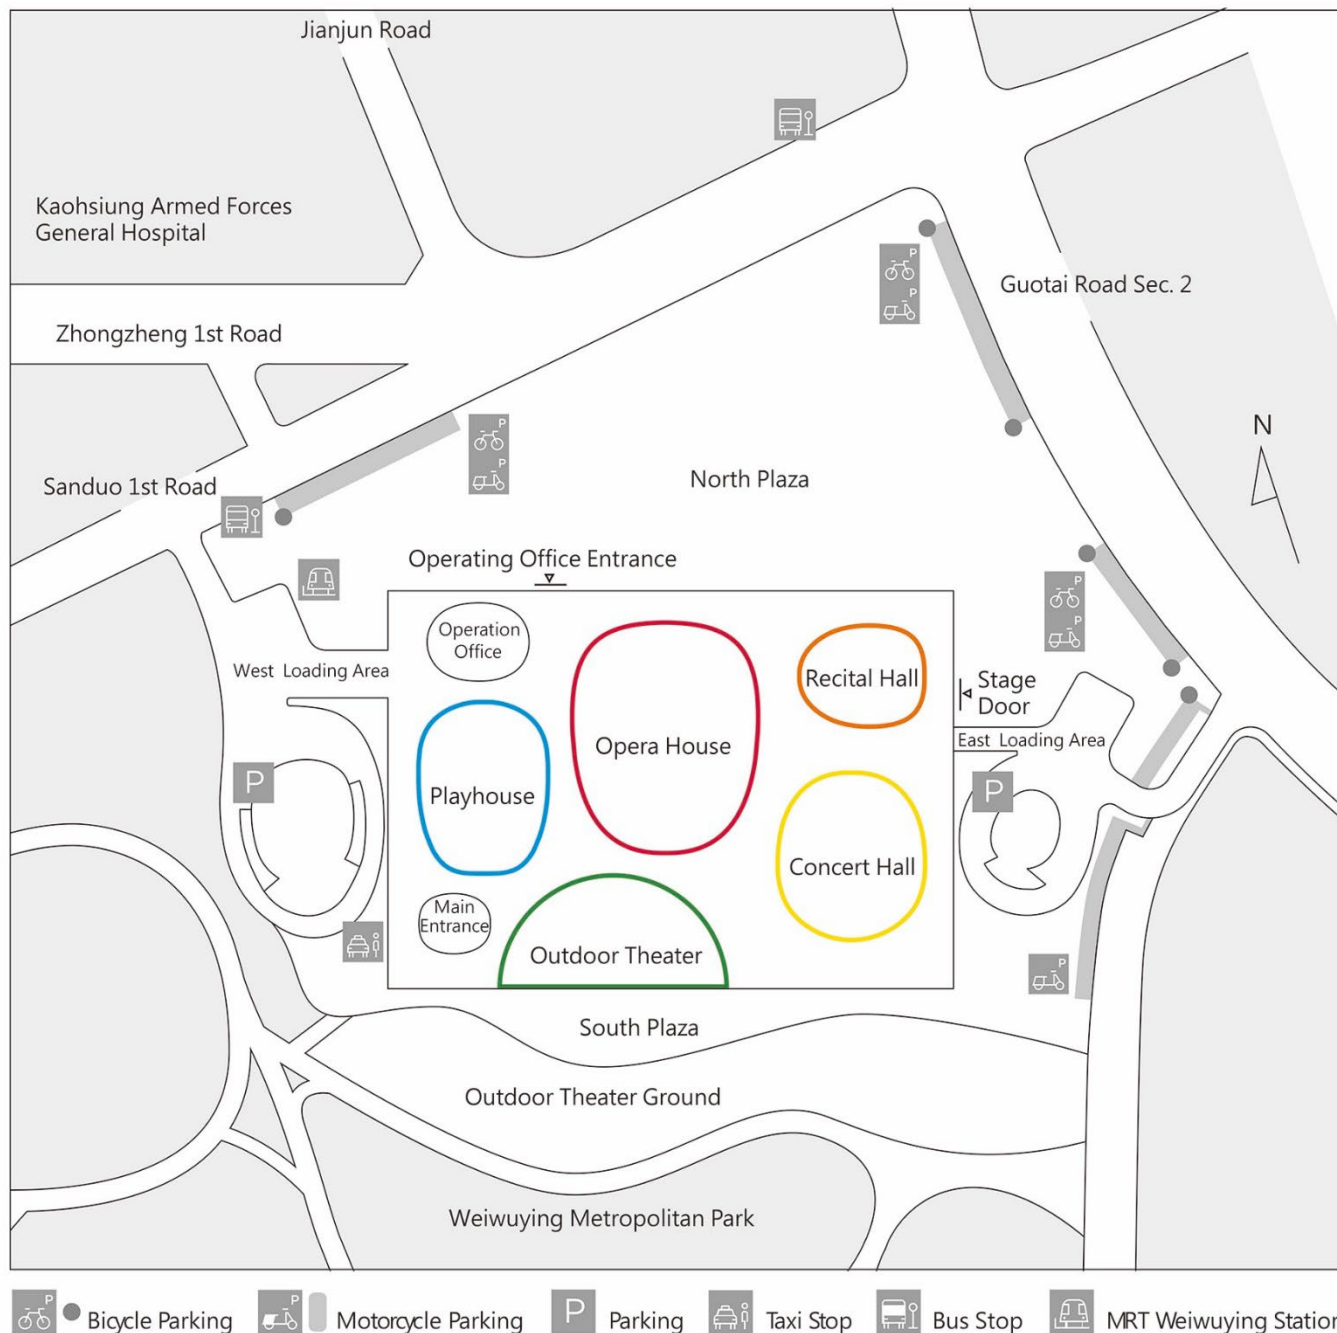 Jianjun Road
Kaohsiung Armed Forces
General Hospital
Guotai Road Sec. 2
Zhongzheng 1st Road
N
North Plaza
Sanduo 1st Road
Operating Office Entrance
Operation
Office
West Loading Area
Recital Hall
Stage
Door
Opera House
East Loading Area
P
P
Playhouse
Concert Hall
Main
Entrance
Outdoor Theater
South Plaza
Outdoor Theater Ground
Weiwuying Metropolitan Park
P
P
P
P
P
P
P
P Bicycle Parking
P Motorcycle Parking
P Parking
Taxi Stop
Bus Stop
MRT Weiwuying Station